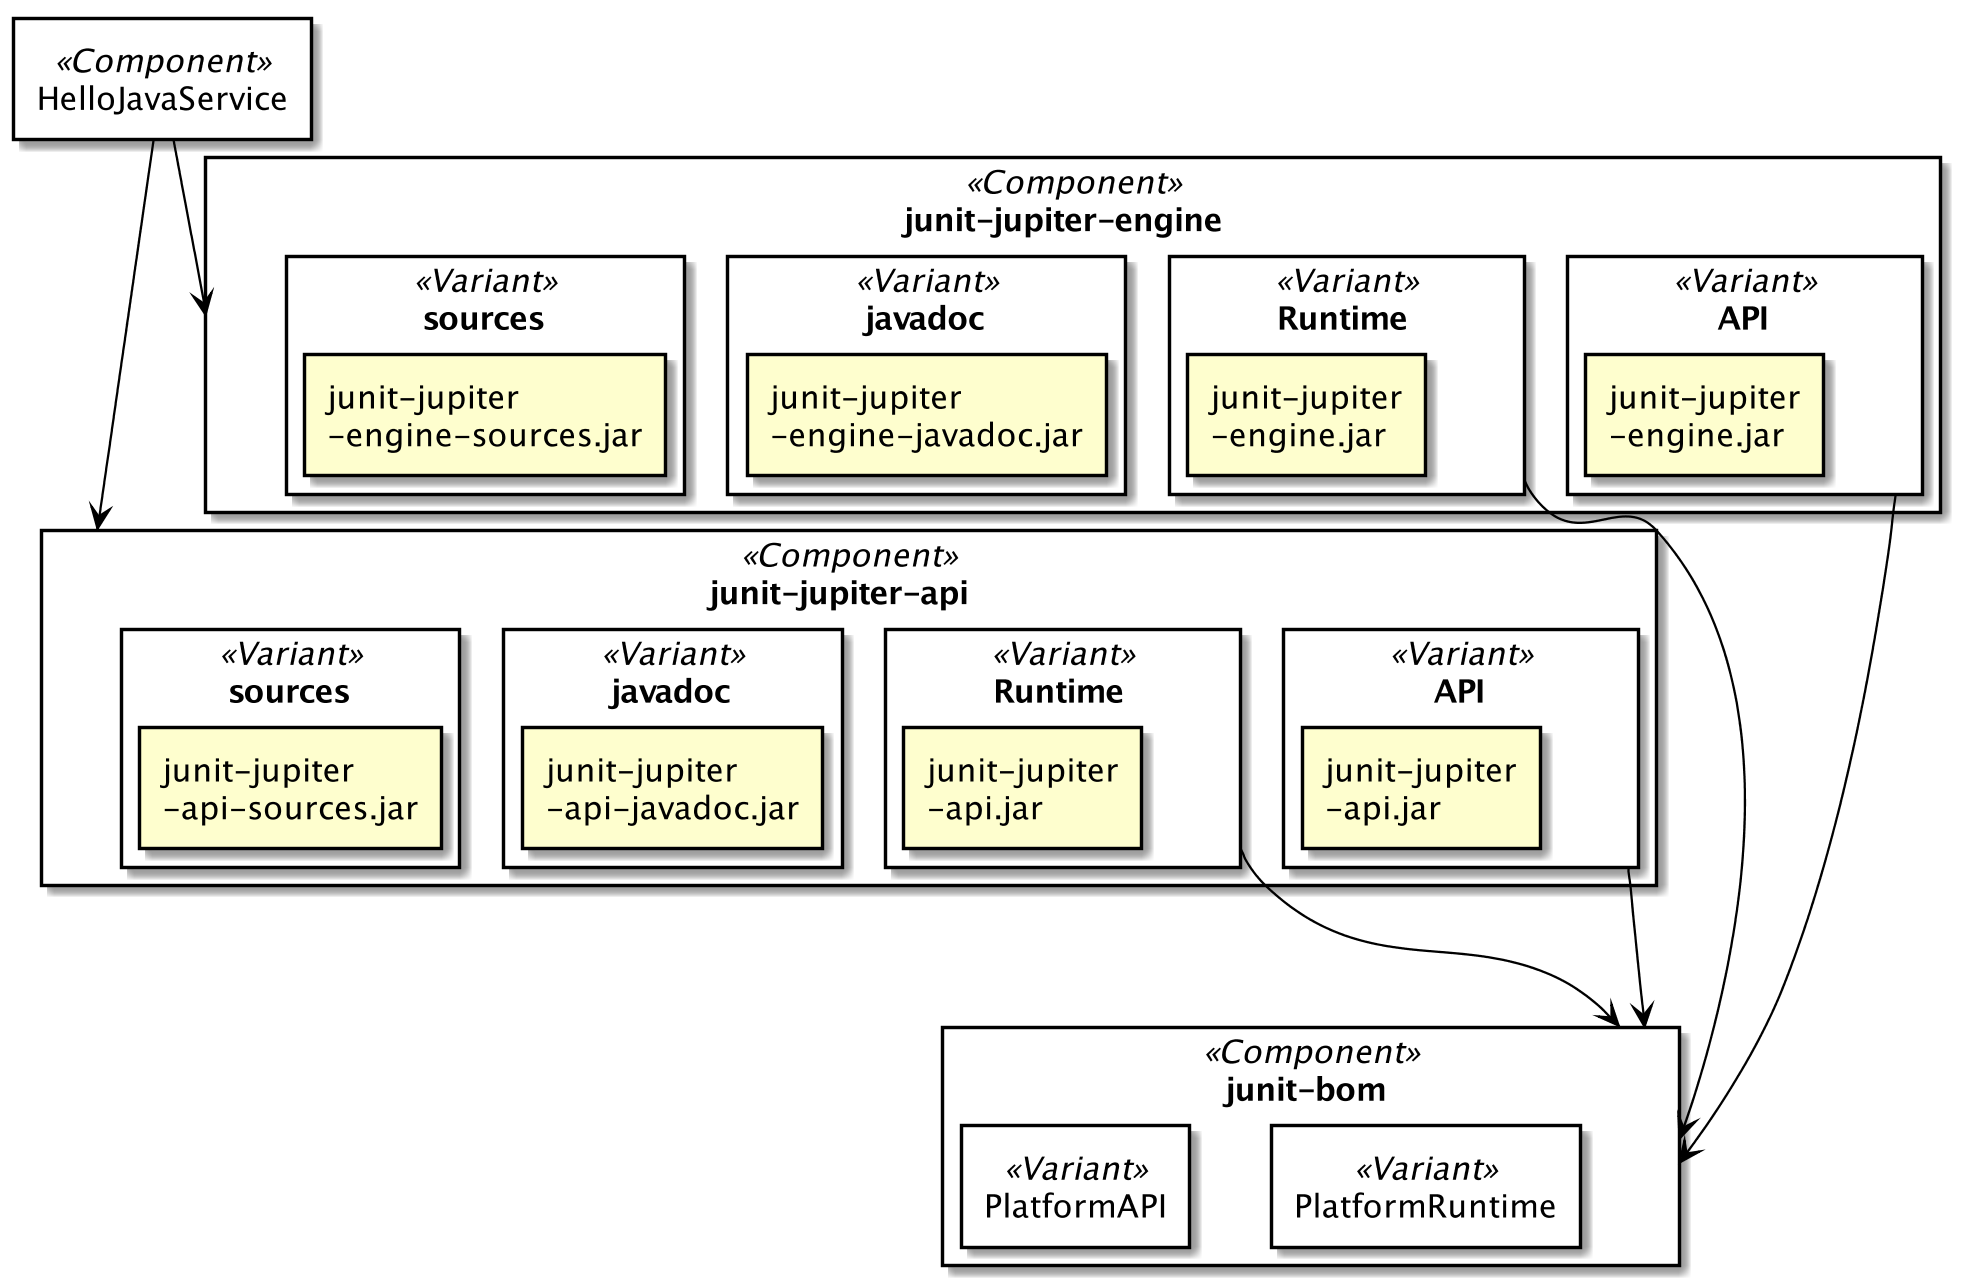 «Component»
HelloJavaService
«Component»
junit-jupiter-engine
«Variant»
sources
junit-jupiter
-engine-sources.jar
«Variant»
javadoc
junit-jupiter
-engine-javadoc.jar
«Variant»
Runtime
junit-jupiter
-engine.jar
«Variant»
API
junit-jupiter
-engine.jar
«Component»
junit-jupiter-api
«Variant»
sources
junit-jupiter
-api-sources.jar
«Variant»
javadoc
junit-jupiter
-api-javadoc.jar
«Variant»
Runtime
junit-jupiter
-api.jar
«Variant»
API
junit-jupiter
-api.jar
«Component»
junit-bom
«Variant»
PlatformAPI
«Variant»
PlatformRuntime